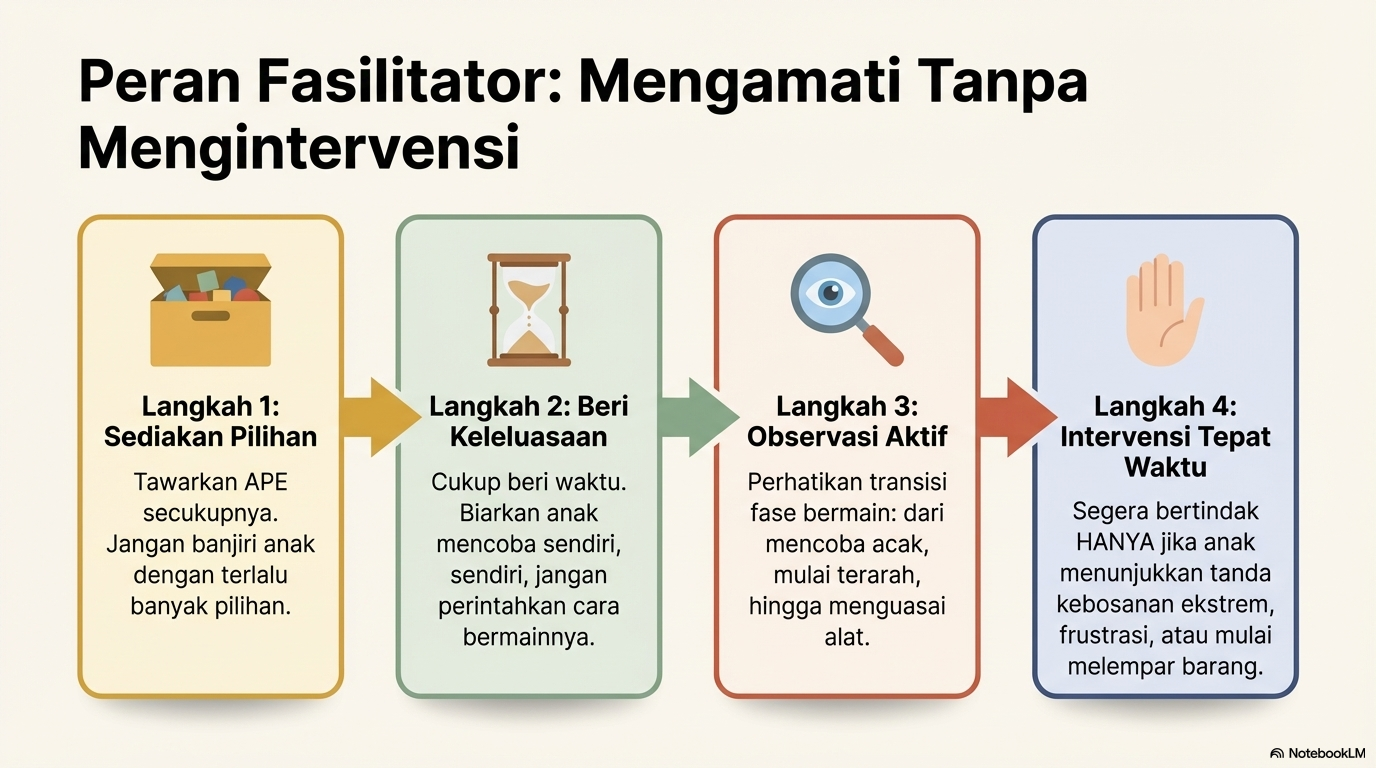 Peran Fasilitator: Mengamati Tanpa
Mengintervensi
Langkah 1:
Sediakan Pilihan
Tawarkan APE
secukupnya.
Jangan banjiri anak
dengan terlalu
banyak pilihan.
Langkah 2: Beri
Keleluasaan
Cukup beri waktu.
Biarkan anak
mencoba sendiri,
sendiri, jangan
perintahkan cara
bermainnya.
Langkah 3:
Observasi Aktif
Perhatikan transisi
fase bermain: dari
mencoba acak,
mulai terarah,
hingga menguasai
alat.
Langkah 4:
Intervensi Tepat
Waktu
Segera bertindak
HANYA jika anak
menunjukkan tanda
kebosanan ekstrem,
frustrasi, atau mulai
melempar barang.
NotebookLM